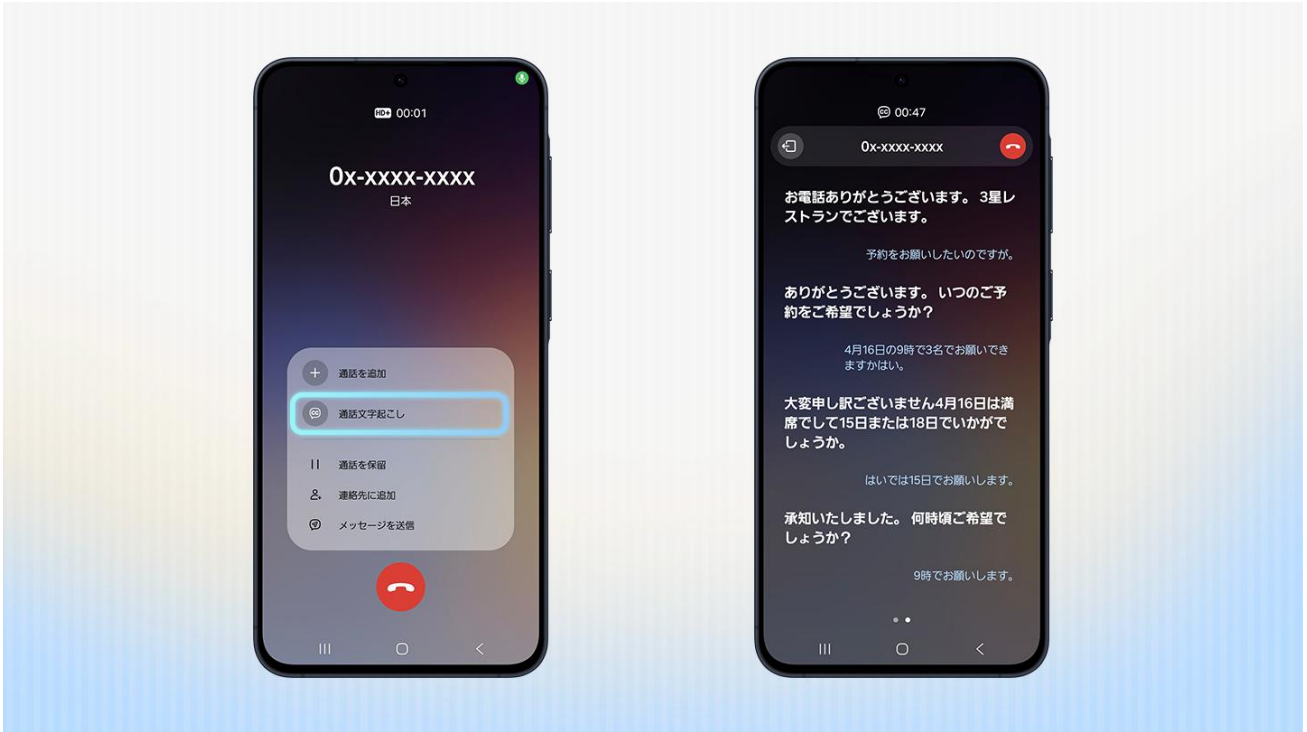 HD+ 00:01
0x-xxxx-xxxx
日本
通話を追加
通話文字起こし
通話を保留
連絡先に追加
メッセージを送信
CC 00:47
0x-xxxx-xxxx
お電話ありがとうございます。 3星レ
ストランでございます。
予約をお願いしたいのですが。
ありがとうございます。 いつのご予
約をご希望でしょうか?
4月16日の9時で3名でお願いでき
ますかはい。
大変申し訳ございません4月16日は満
席でして15日または18日でいかがで
しょうか。
はいでは15日でお願いします。
承知いたしました。 何時頃ご希望で
しょうか?
9時でお願いします。